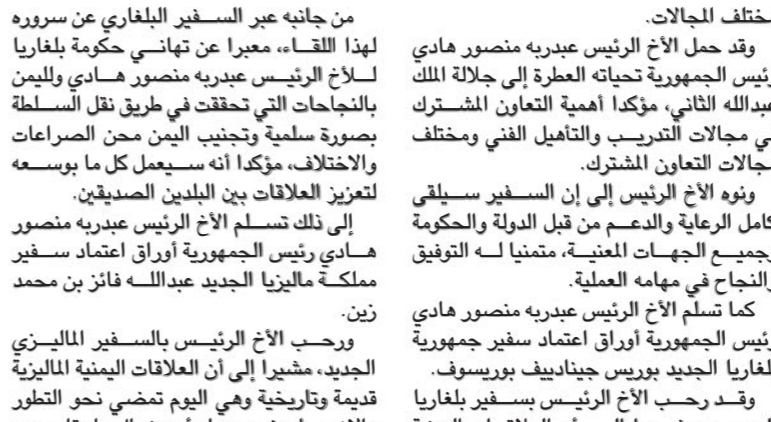 مختلف المجالات.
وقد حمل الأخ الرئيس عبدربه منصور هادي
رئيس الجمهورية تحياته العطرة إلى جلالة الملك
عبدالله الثاني، مؤكدا أهمية التعاون المشترك
في مجالات التدريب والتأهيل الفني ومختلف
مجالات التعاون المشترك.
ونوه الأخ الرئيس إلى إن السفير سيلقى
كامل الرعاية والدعم من قبل الدولة والحكومة
وجميع الجهات المعنية، متمنيا له التوفيق
والنجاح في مهامه العملية.
كما تسلم الأخ الرئيس عبدربه منصور هادي
رئيس الجمهورية أوراق اعتماد سفير جمهورية
بلغاريا الجديد بوريس جيناديیف بوريسوف.
وقد رحب الأخ الرئيس بسفير بلغاريا
من جانبه عبر السفير البلغاري عن سروره
لهذا اللقاء، معبرا عن تهاني حكومة بلغاريا
للأخ الرئيس عبدربه منصور هادي ولليمن
بالنجاحات التي تحققت في طريق نقل السلطة
بصورة سلمية وتجنيب اليمن محن الصراعات
والاختلاف، مؤكدا أنه سيعمل كل ما بوسعه
لتعزيز العلاقات بين البلدين الصديقين.
إلى ذلك تسلم الأخ الرئيس عبدربه منصور
هادي رئيس الجمهورية أوراق اعتماد سفير
مملكة ماليزيا الجديد عبدالله فائز بن محمد
زين.
ورحب الأخ الرئيس بالسفير الماليزي
الجديد، مشيرا إلى أن العلاقات اليمنية الماليزية
قديمة وتاريخية وهي اليوم تمضي نحو التطور